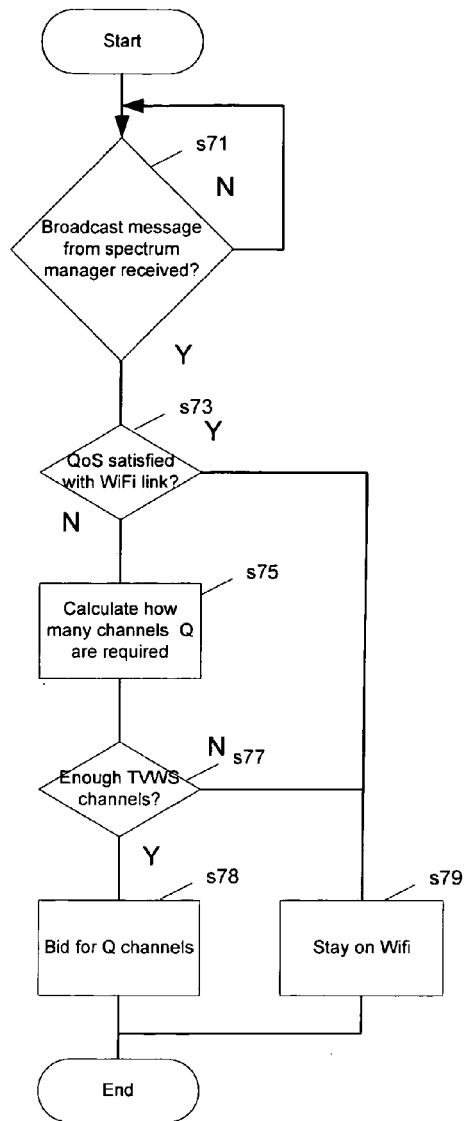 Start
s71
N
Broadcast message
from spectrum
manager received?
Y
s73
Y
QoS satisfied
with WiFi link?
N
s75
Calculate how
many channels Q
are required
N
s77
Enough TVWS
channels?
Y
s78
s79
Bid for Q channels
Stay on Wifi
End